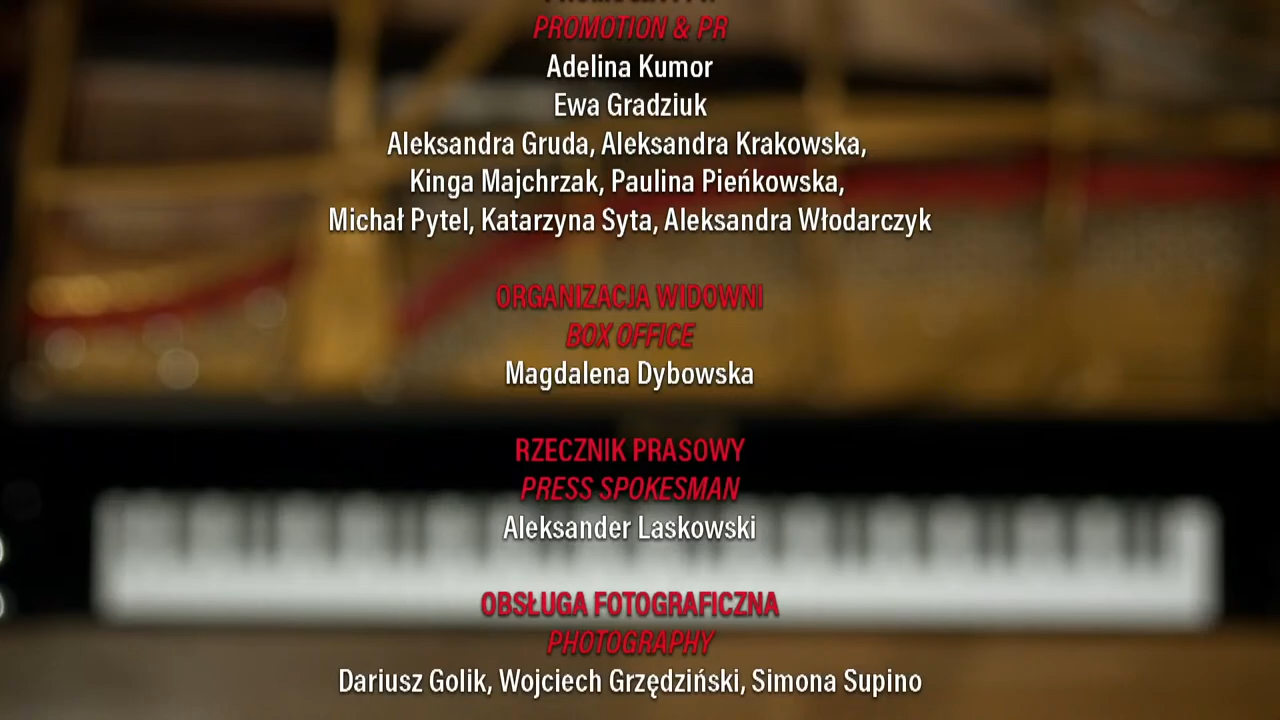 PROMOTION & PR
Adelina Kumor
Ewa Gradziuk
Aleksandra Gruda, Aleksandra Krakowska,
Kinga Majchrzak, Paulina Pieńkowska,
Michał Pytel, Katarzyna Syta, Aleksandra Włodarczyk
ORGANIZACJA WIDOWNI
BOX OFFICE
Magdalena Dybowska
RZECZNIK PRASOWY
PRESS SPOKESMAN
Aleksander Laskowski
OBSŁUGA FOTOGRAFICZNA
PHOTOGRAPHY
Dariusz Golik, Wojciech Grzędziński, Simona Supino